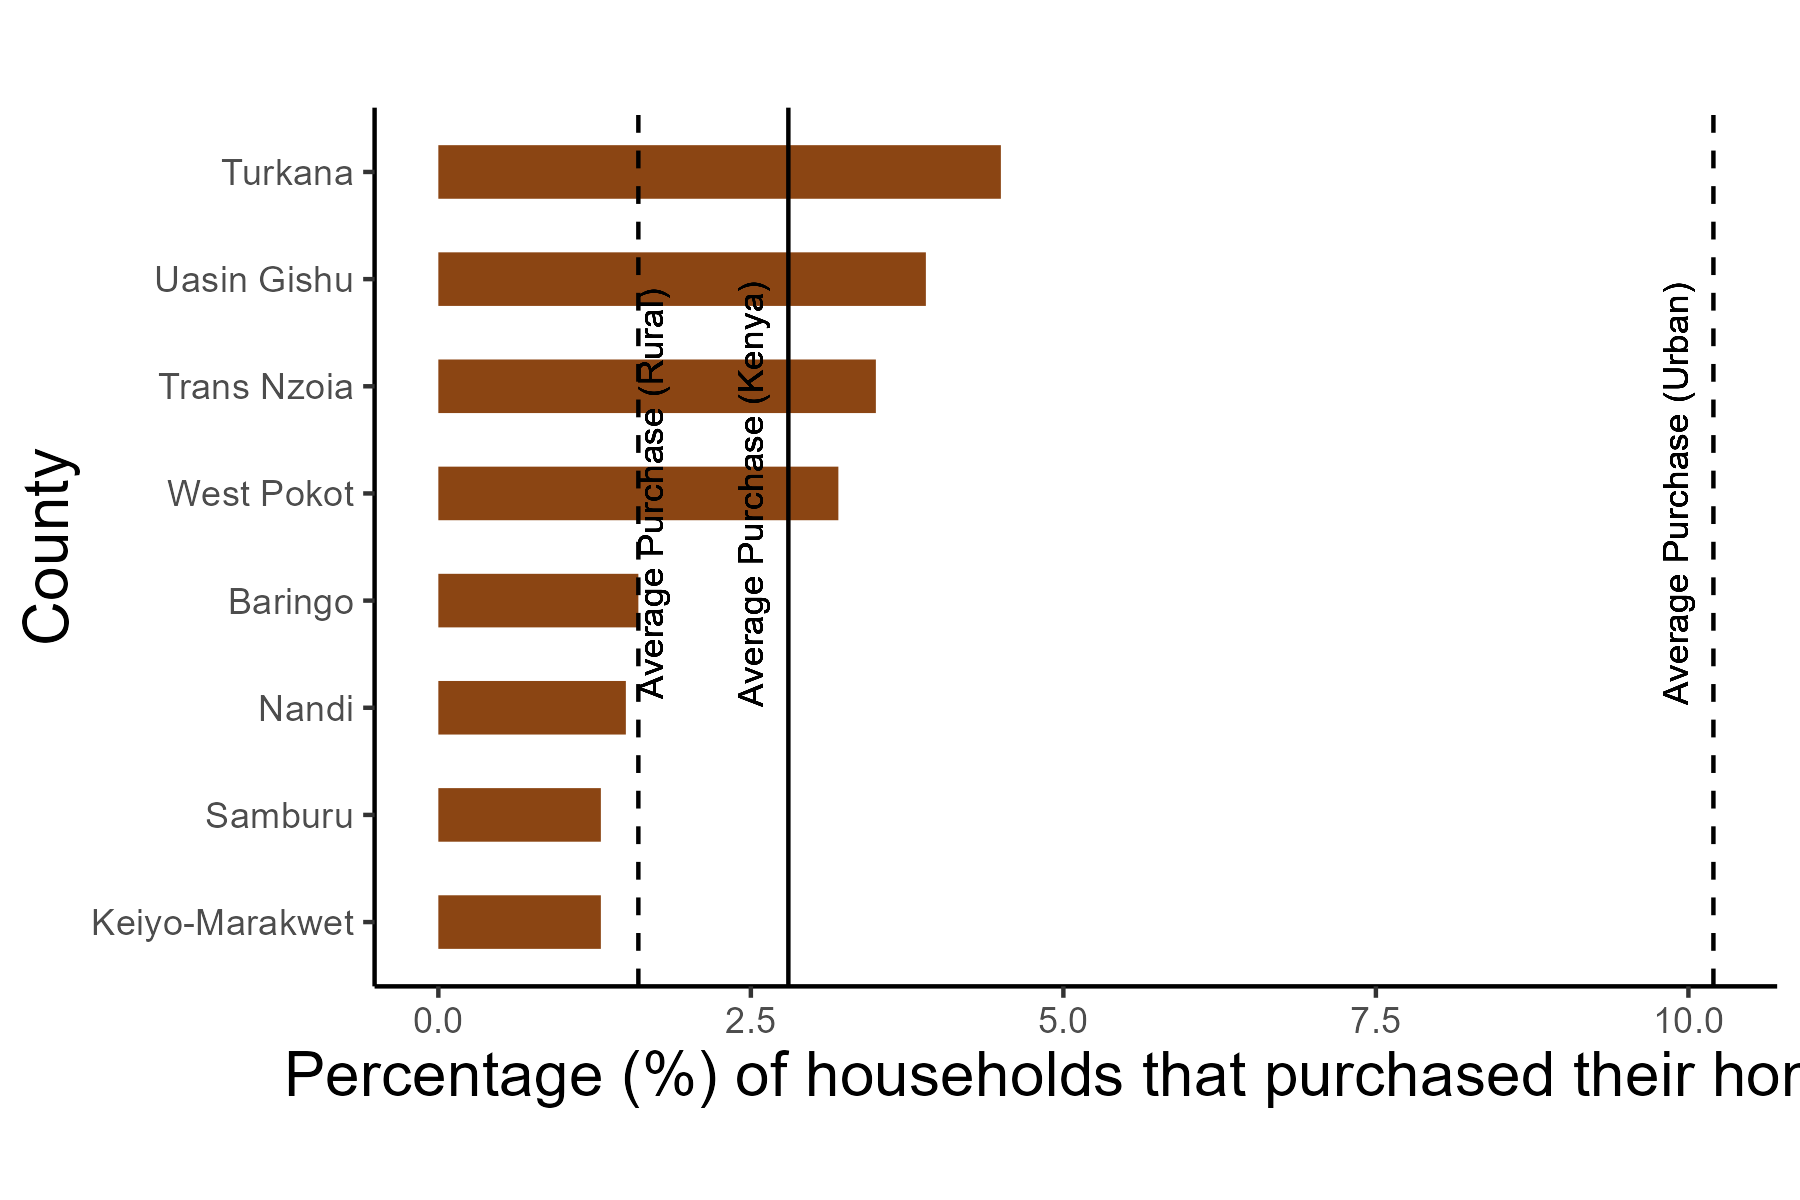 Turkana
Uasin Gishu
Trans Nzoia
West Pokot
Baringo
Nandi
Samburu
Keiyo-Marakwet
County
Average Purchase (Rural)
Average Purchase (Kenya)
Average Purchase (Urban)
0.0 2.5 5.0 7.5 10.0
Percentage (%) of households that purchased their